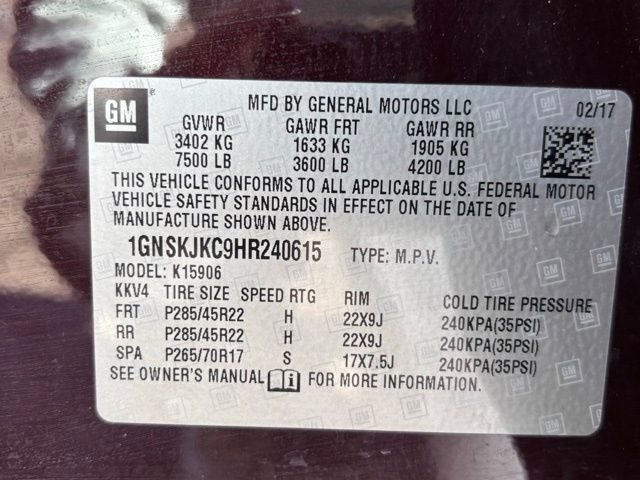 GM
MFD BY GENERAL MOTORS LLC 02/17
GVWR GAWR FRT GAWR RR
3402 KG 1633 KG 1905 KG
7500 LB 3600 LB 4200 LB
THIS VEHICLE CONFORMS TO ALL APPLICABLE U.S. FEDERAL MOTOR
VEHICLE SAFETY STANDARDS IN EFFECT ON THE DATE OF
MANUFACTURE SHOWN ABOVE.
1GNSKJKC9HR240615 TYPE: M.P.V.
MODEL: K15906
KKV4 TIRE SIZE SPEED RTG RIM COLD TIRE PRESSURE
FRT P285/45R22 H 22X9J 240KPA(35PSI)
RR P285/45R22 H 22X9J 240KPA(35PSI)
SPA P265/70R17 S 17X7.5J 240KPA(35PSI)
SEE OWNER'S MANUAL FOR MORE INFORMATION.